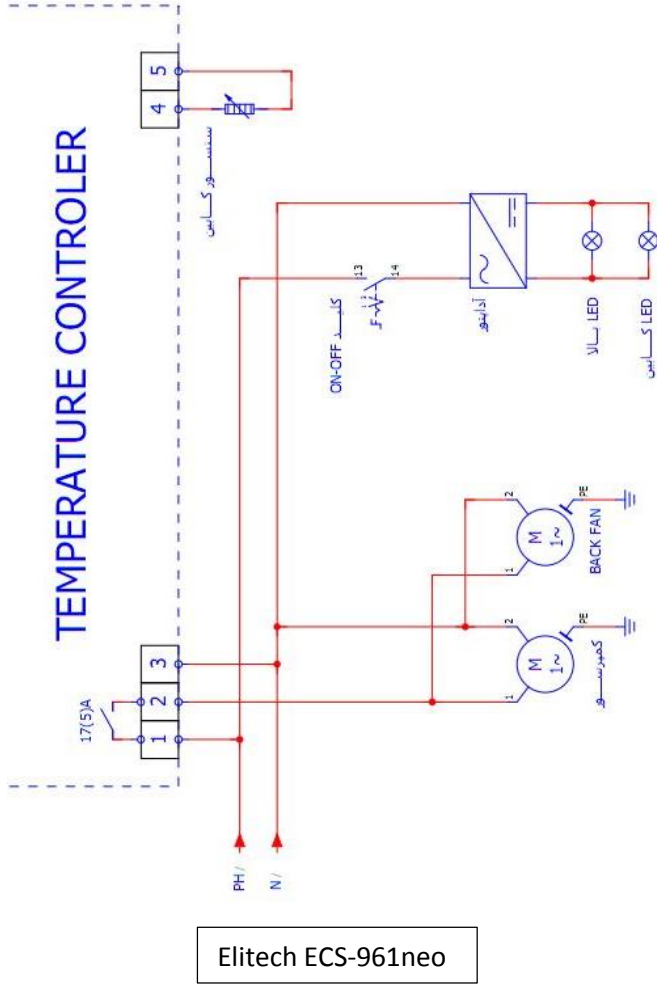 TEMPERATURE CONTROLER
17(5)A
1 2 3
4 5
سنسور کابین
PH/
N/
کلید ON-OFF
13
14
F
آداپتور
LED بالا
LED کابین
M
1~
1
2
PE
کمپرسور
M
1~
1
2
PE
BACK FAN
Elitech ECS-961neo